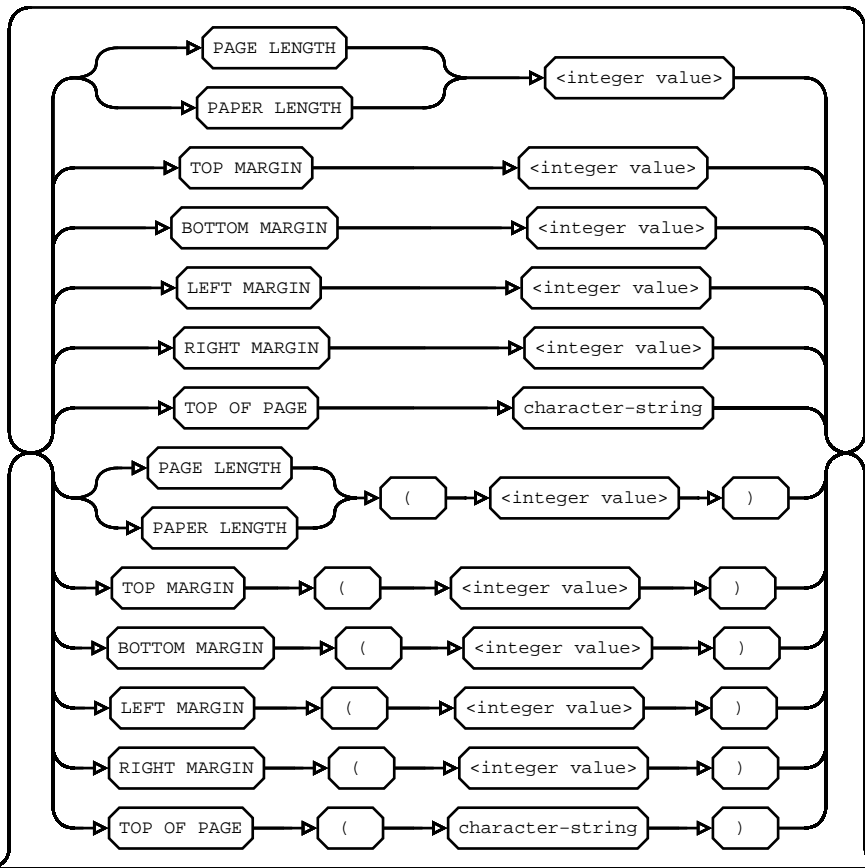 PAGE LENGTH
<integer value>
PAPER LENGTH
TOP MARGIN <integer value>
BOTTOM MARGIN <integer value>
LEFT MARGIN <integer value>
RIGHT MARGIN <integer value>
TOP OF PAGE character-string
PAGE LENGTH
( <integer value> )
PAPER LENGTH
TOP MARGIN ( <integer value> )
BOTTOM MARGIN ( <integer value> )
LEFT MARGIN ( <integer value> )
RIGHT MARGIN ( <integer value> )
TOP OF PAGE ( character-string )